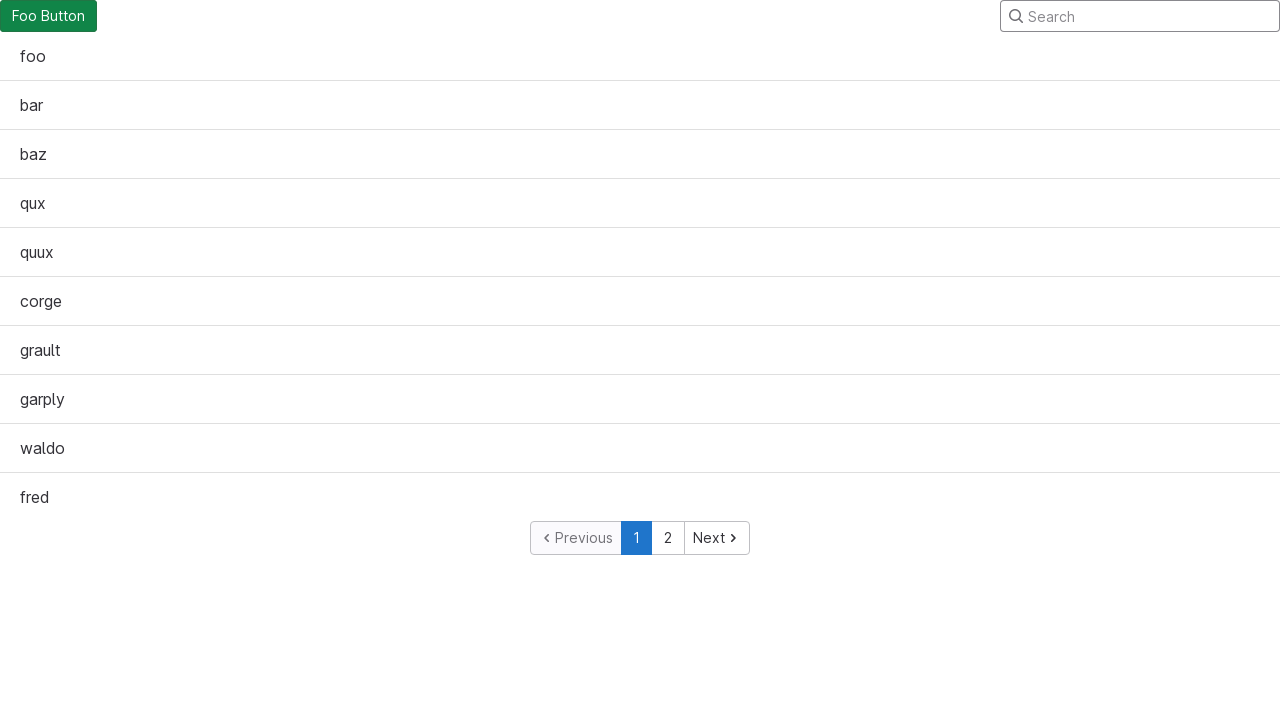 Foo Button Search
foo
bar
baz
qux
quux
corge
grault
garply
waldo
fred
Previous 1 2 Next